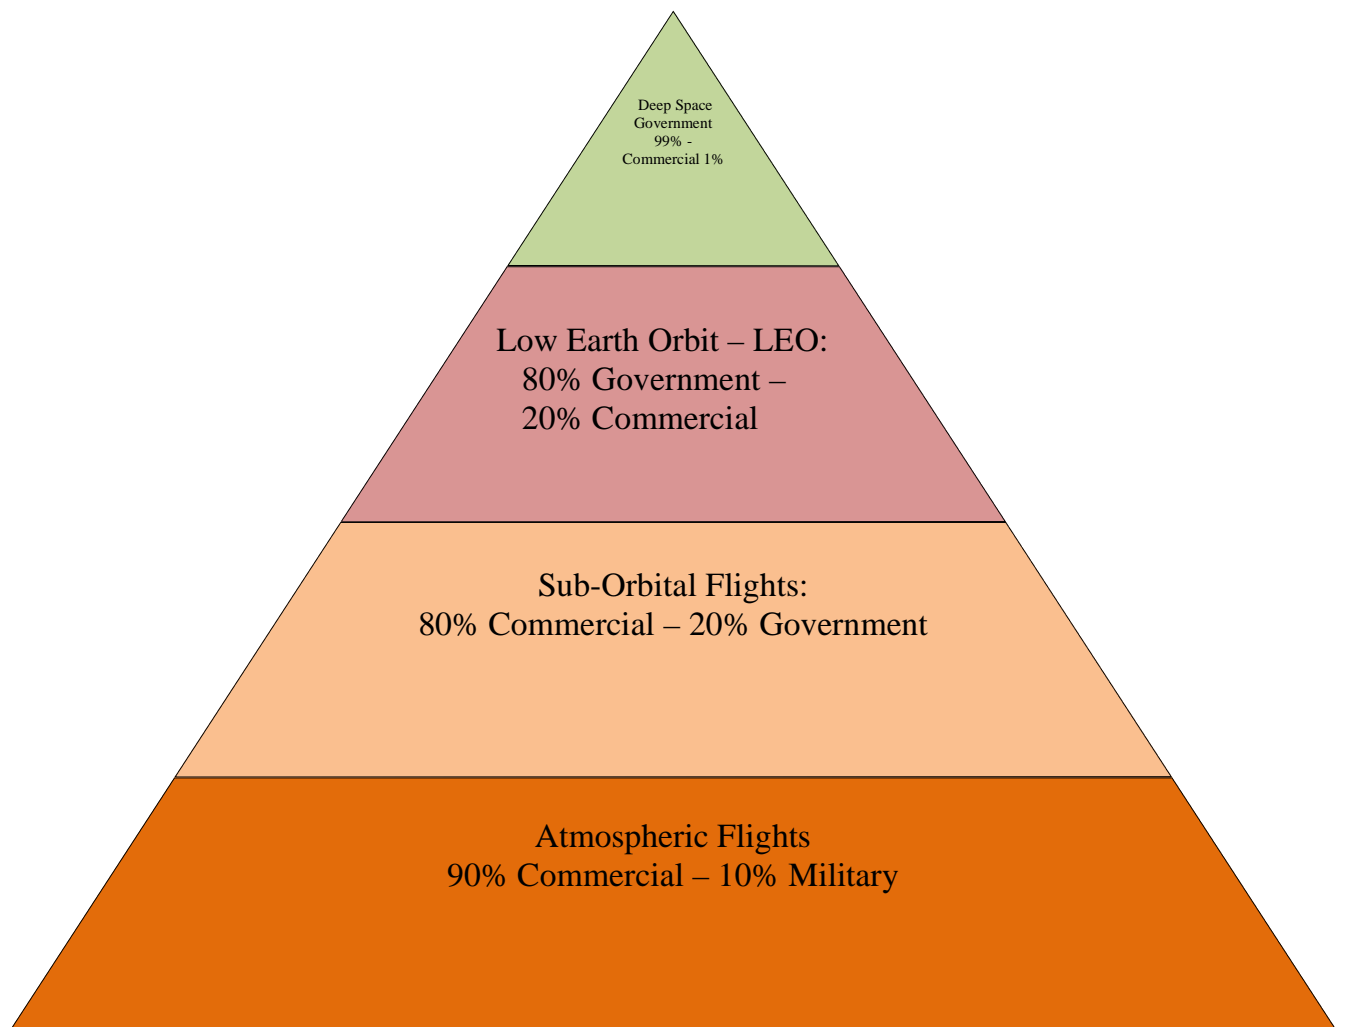 Deep Space
Government
99% -
Commercial 1%
Low Earth Orbit – LEO:
80% Government –
20% Commercial
Sub-Orbital Flights:
80% Commercial – 20% Government
Atmospheric Flights
90% Commercial – 10% Military